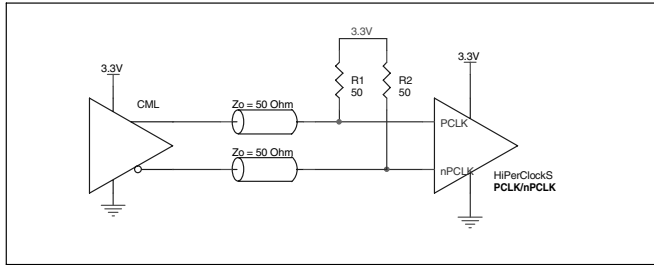 3.3V
3.3V
R1
50
R2
50
3.3V
CML
Zo = 50 Ohm
PCLK
Zo = 50 Ohm
nPCLK
HiPerClockS
PCLK/nPCLK